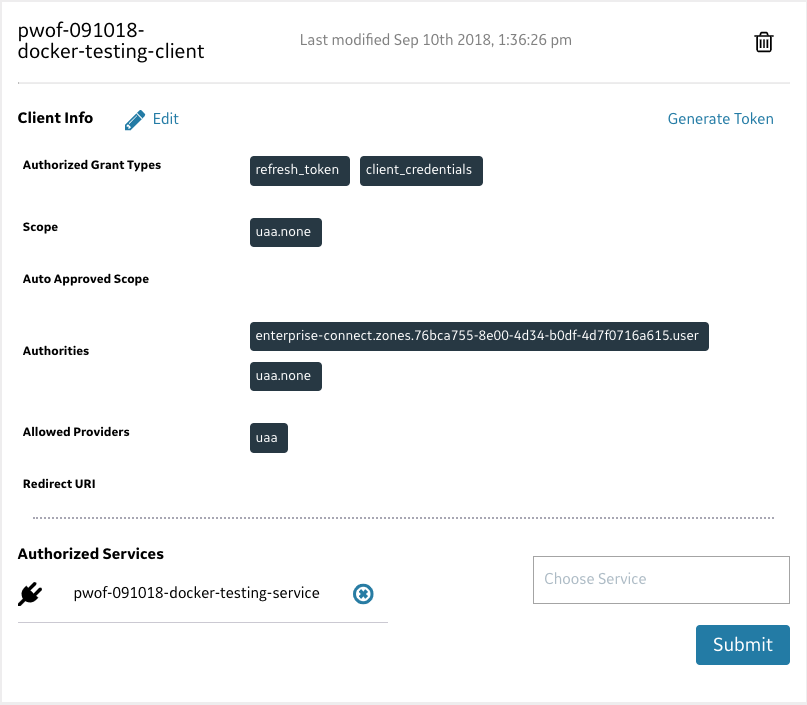 pwof-091018-
docker-testing-client
Last modified Sep 10th 2018, 1:36:26 pm
Client Info
Edit
Generate Token
Authorized Grant Types
refresh_token
client_credentials
Scope
uaa.none
Auto Approved Scope
Authorities
enterprise-connect.zones.76bca755-8e00-4d34-b0df-4d7f0716a615.user
uaa.none
Allowed Providers
uaa
Redirect URI
Authorized Services
pwof-091018-docker-testing-service
Choose Service
Submit